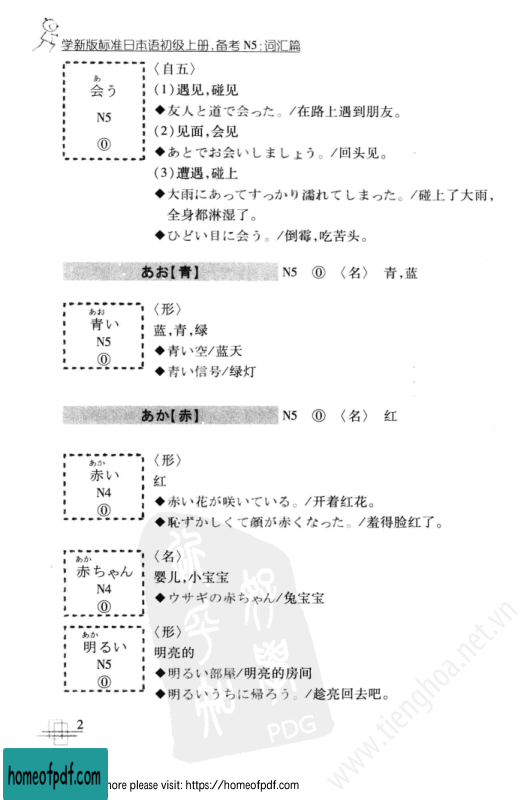 学新版标准日本语初级上册,备考 N5:词汇篇
あ
会う
N5
⓪
〈自五〉
(1)遇见,碰见
◆友人と道で会った。/在路上遇到朋友。
(2)见面,会见
◆あとでお会いしましょう。/回头见。
(3)遭遇,碰上
◆大雨にあってすっかり濡れてしまった。/碰上了大雨,
全身都淋湿了。
◆ひどい目に会う。/倒霉,吃苦头。
あお【青】 N5 ⓪ 〈名〉 青,蓝
あお
青い
N5
⓪
〈形〉
蓝,青,绿
◆青い空/蓝天
◆青い信号/绿灯
あか【赤】 N5 ⓪ 〈名〉 红
あか
赤い
N4
⓪
〈形〉
红
◆赤い花が咲いている。/开着红花。
◆恥ずかしくて顔が赤くなった。/羞得脸红了。
あか
赤ちゃん
N4
⓪
〈名〉
婴儿,小宝宝
◆ウサギの赤ちゃん/兔宝宝
あか
明るい
N5
⓪
〈形〉
明亮的
◆明るい部屋/明亮的房间
◆明るいうちに帰ろう。/趁亮回去吧。
PDG
www.tienghoa.net.vn
2
homeofpdf.com
more please visit: https://homeofpdf.com